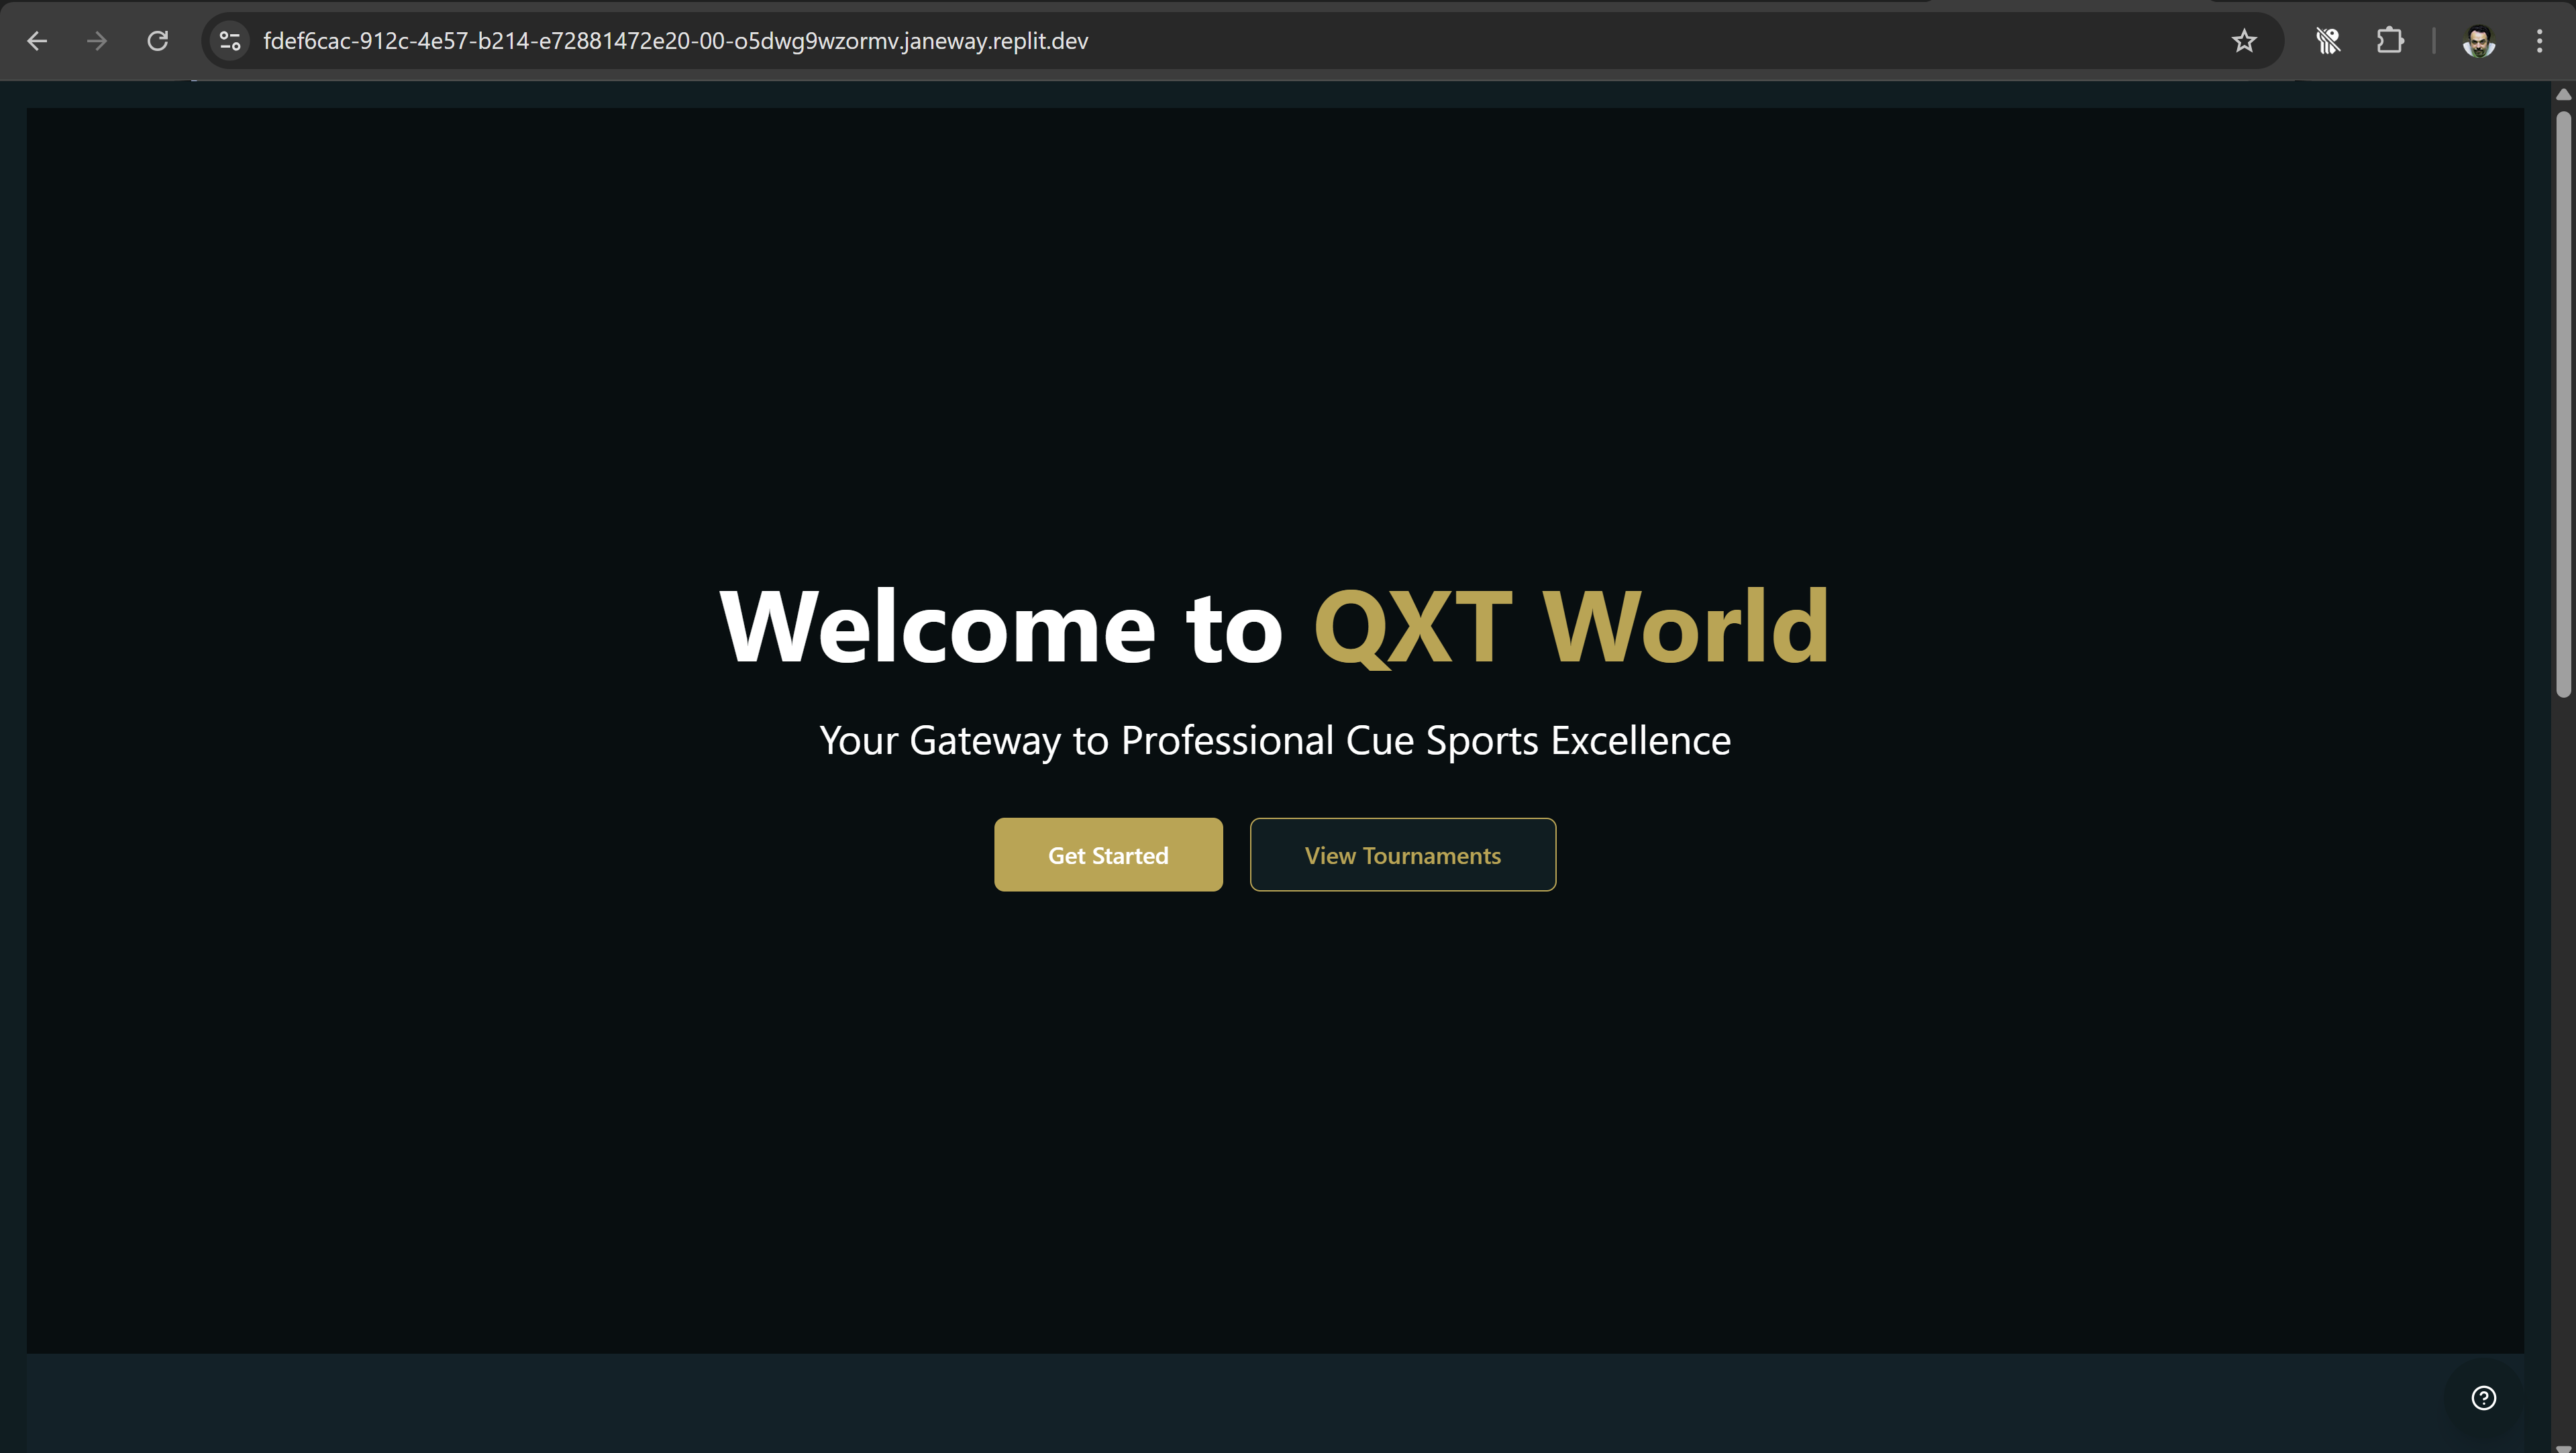 fdef6cac-912c-4e57-b214-e72881472e20-00-o5dwg9wzormv.janeway.replit.dev
Welcome to QXT World
Your Gateway to Professional Cue Sports Excellence
Get Started
View Tournaments